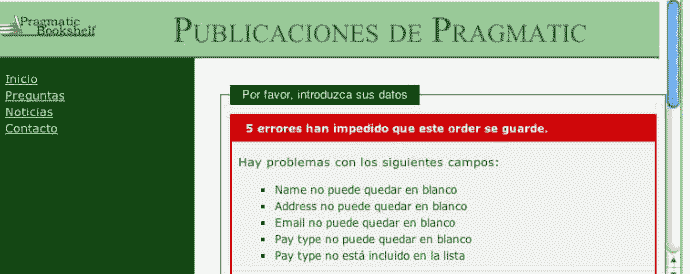 Pragmatic
Bookshelf
PUBLICACIONES DE PRAGMATIC
Inicio
Preguntas
Noticias
Contacto
Por favor, introduzca sus datos
5 errores han impedido que este order se guarde.
Hay problemas con los siguientes campos:
Name no puede quedar en blanco
Address no puede quedar en blanco
Email no puede quedar en blanco
Pay type no puede quedar en blanco
Pay type no está incluido en la lista